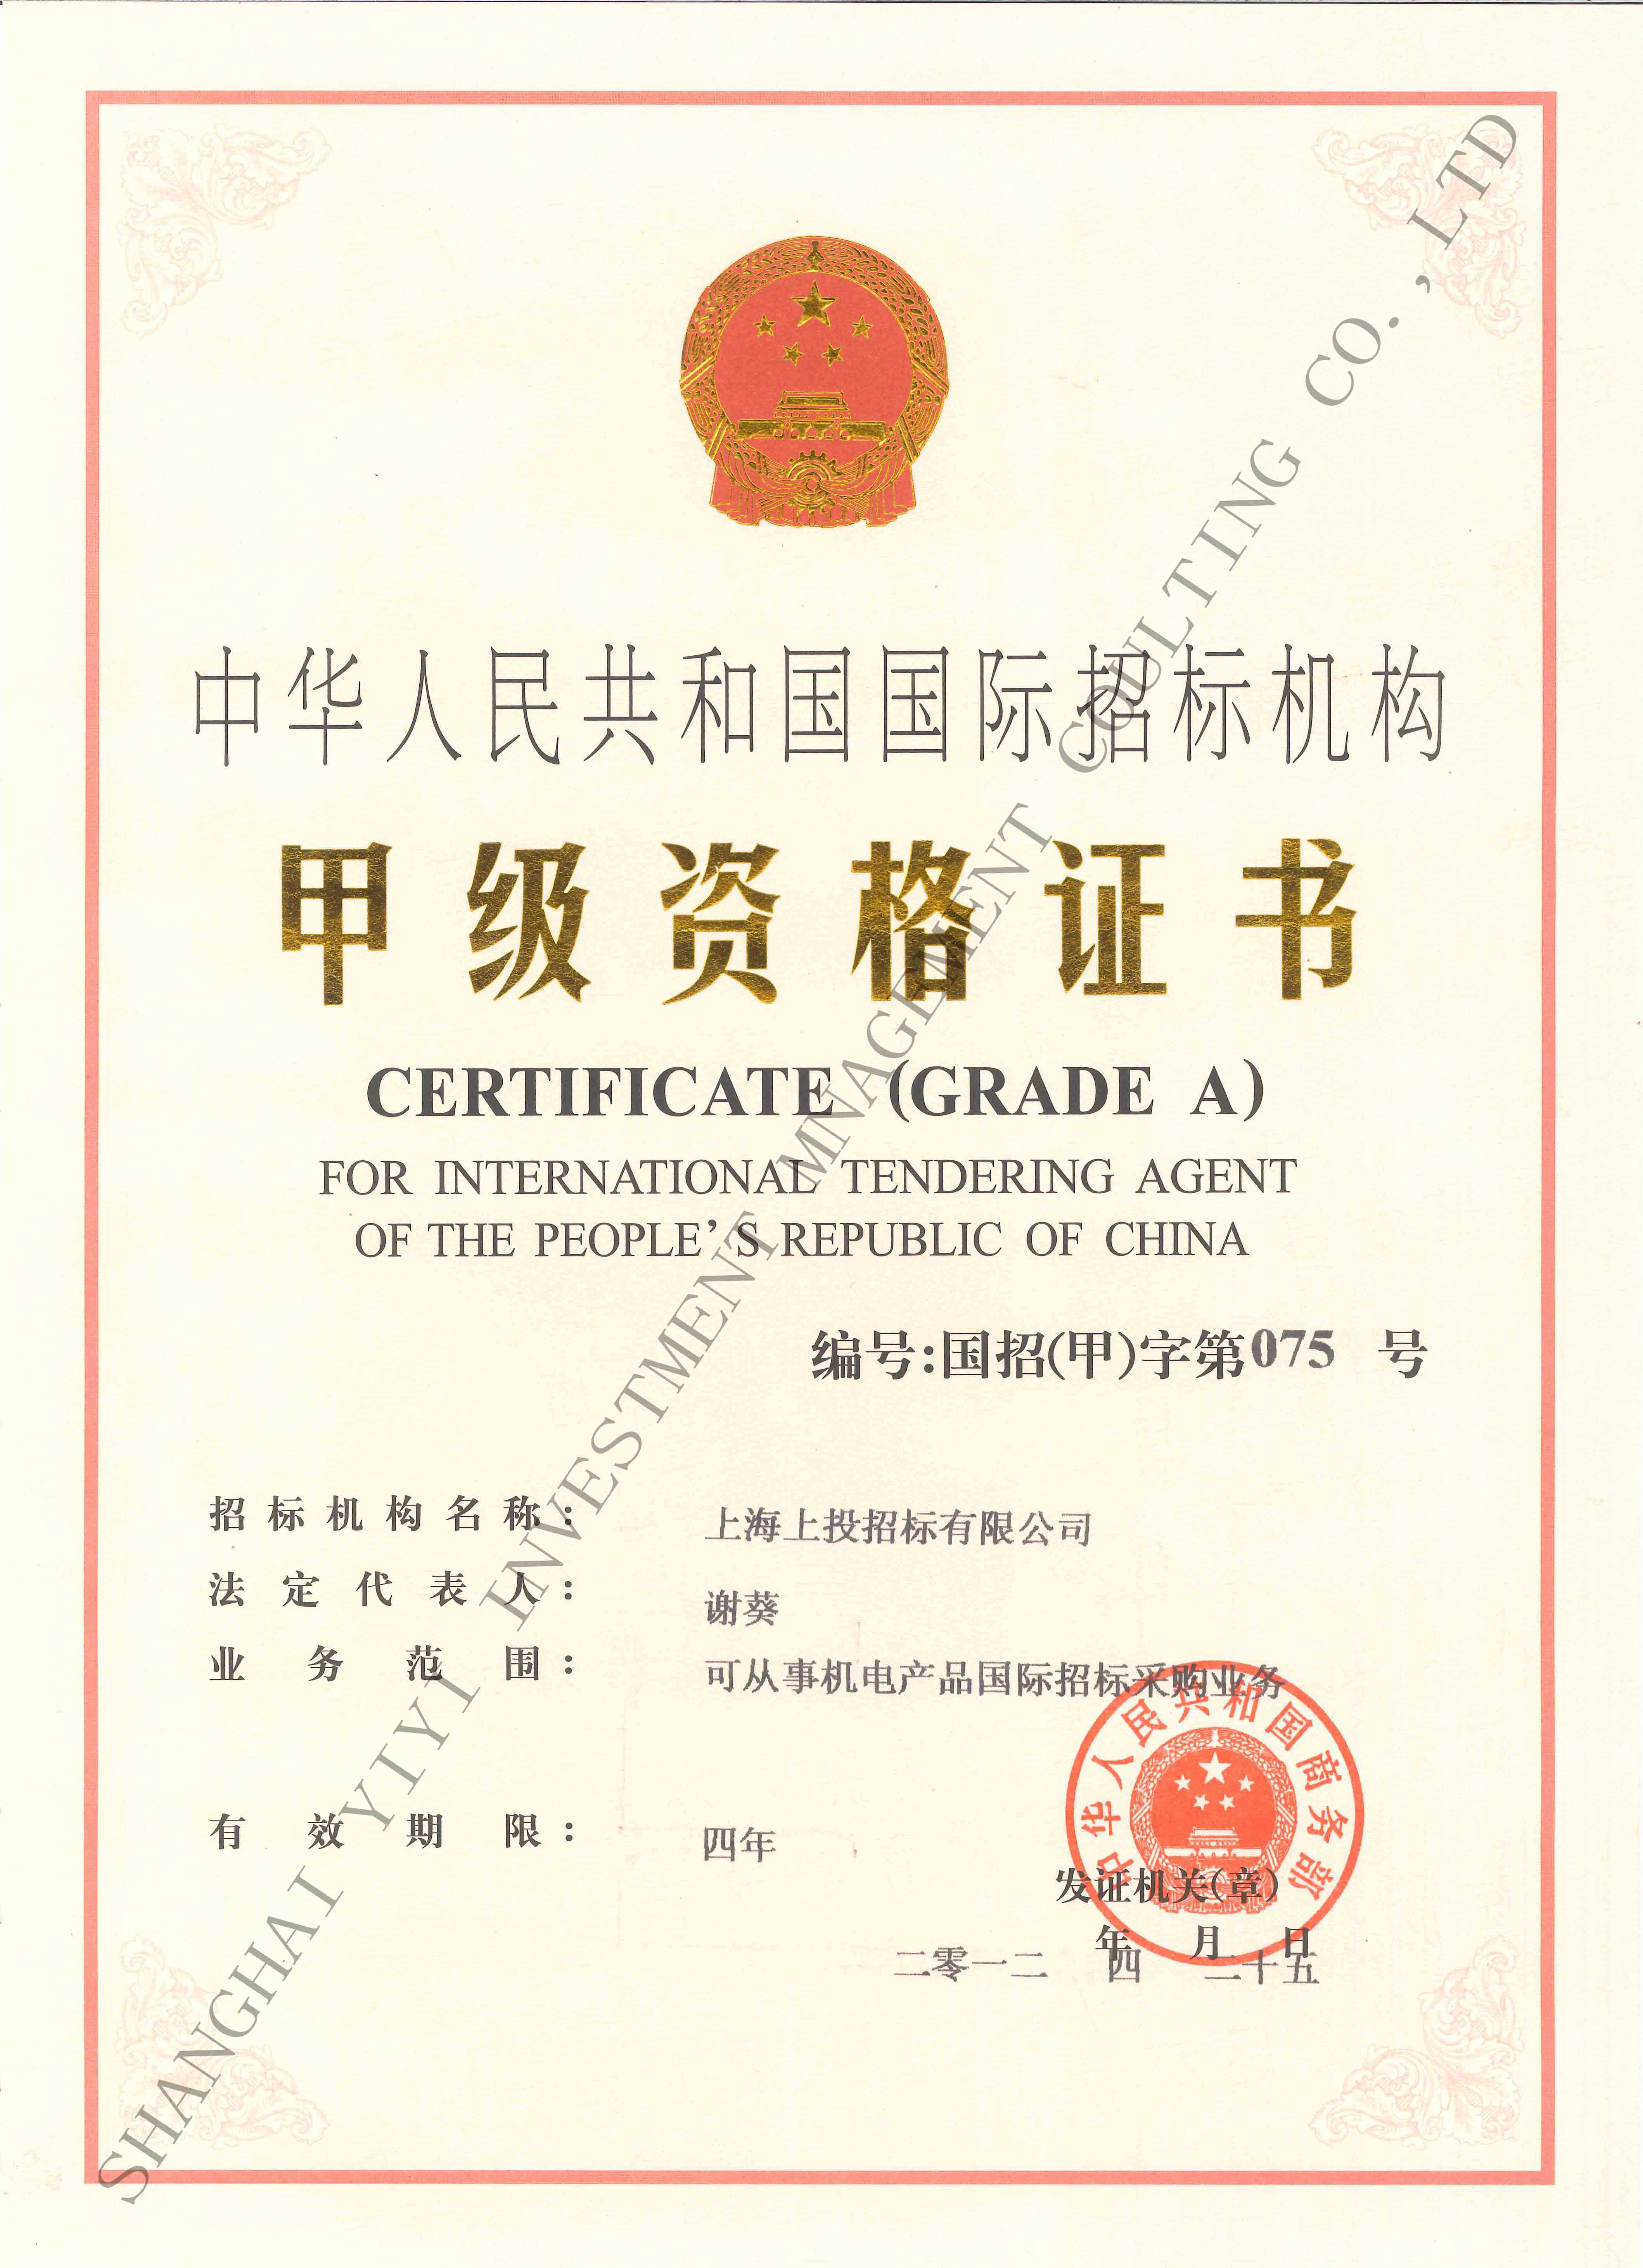 中华人民共和国国际招标机构
甲级资格证书
CERTIFICATE (GRADE A)
FOR INTERNATIONAL TENDERING AGENT
OF THE PEOPLE'S REPUBLIC OF CHINA
编号:国招(甲)字第075 号
招标机构名称: 上海上投招标有限公司
法定代表人: 谢葵
业务范围: 可从事机电产品国际招标采购业务
有效期限: 四年
中华人民共和国商务部
发证机关(章)
年 月 日
二零一二 四 二十五
SHANGHAI YIYI INVESTMENT MNAGEMENT COULTING CO.,LTD